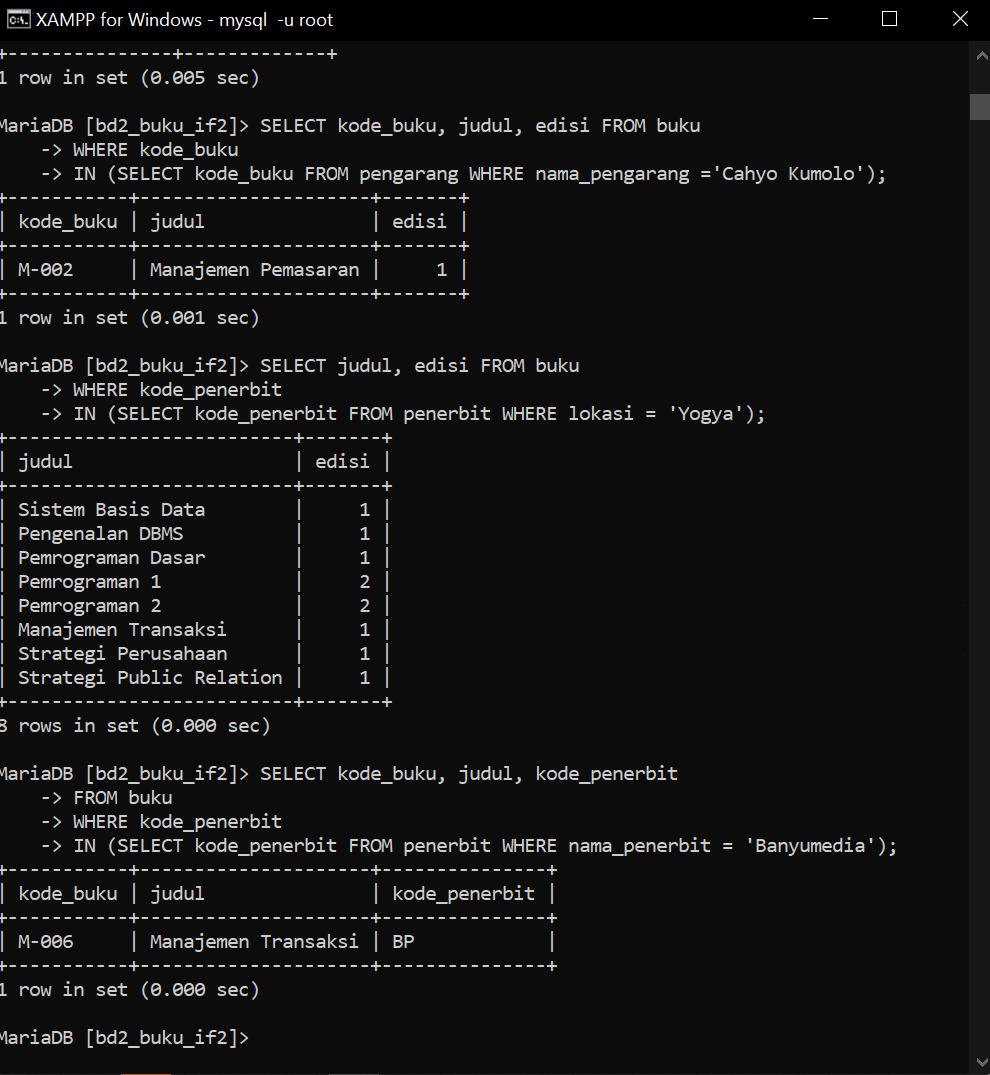 XAMPP for Windows - mysql  -u root
+---------------+-------------+
1 row in set (0.005 sec)
MariaDB [bd2_buku_if2]> SELECT kode_buku, judul, edisi FROM buku
    -> WHERE kode_buku
    -> IN (SELECT kode_buku FROM pengarang WHERE nama_pengarang ='Cahyo Kumolo');
+-----------+---------------------+-------+
| kode_buku | judul               | edisi |
+-----------+---------------------+-------+
| M-002     | Manajemen Pemasaran |     1 |
+-----------+---------------------+-------+
1 row in set (0.001 sec)
MariaDB [bd2_buku_if2]> SELECT judul, edisi FROM buku
    -> WHERE kode_penerbit
    -> IN (SELECT kode_penerbit FROM penerbit WHERE lokasi = 'Yogya');
+--------------------------+-------+
| judul                    | edisi |
+--------------------------+-------+
| Sistem Basis Data        |     1 |
| Pengenalan DBMS          |     1 |
| Pemrograman Dasar        |     1 |
| Pemrograman 1            |     2 |
| Pemrograman 2            |     2 |
| Manajemen Transaksi      |     1 |
| Strategi Perusahaan      |     1 |
| Strategi Public Relation |     1 |
+--------------------------+-------+
8 rows in set (0.000 sec)
MariaDB [bd2_buku_if2]> SELECT kode_buku, judul, kode_penerbit
    -> FROM buku
    -> WHERE kode_penerbit
    -> IN (SELECT kode_penerbit FROM penerbit WHERE nama_penerbit = 'Banyumedia');
+-----------+---------------------+---------------+
| kode_buku | judul               | kode_penerbit |
+-----------+---------------------+---------------+
| M-006     | Manajemen Transaksi | BP            |
+-----------+---------------------+---------------+
1 row in set (0.000 sec)
MariaDB [bd2_buku_if2]>